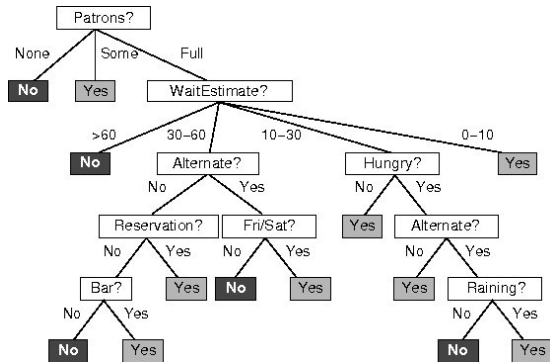 Patrons?
None Some Full
No Yes WaitEstimate?
>60 30–60 10–30 0–10
No Alternate? Hungry? Yes
No Yes No Yes
Reservation? Fri/Sat? Yes Alternate?
No Yes No Yes No Yes
Bar? Yes No Yes Yes Raining?
No Yes No Yes
No Yes No Yes